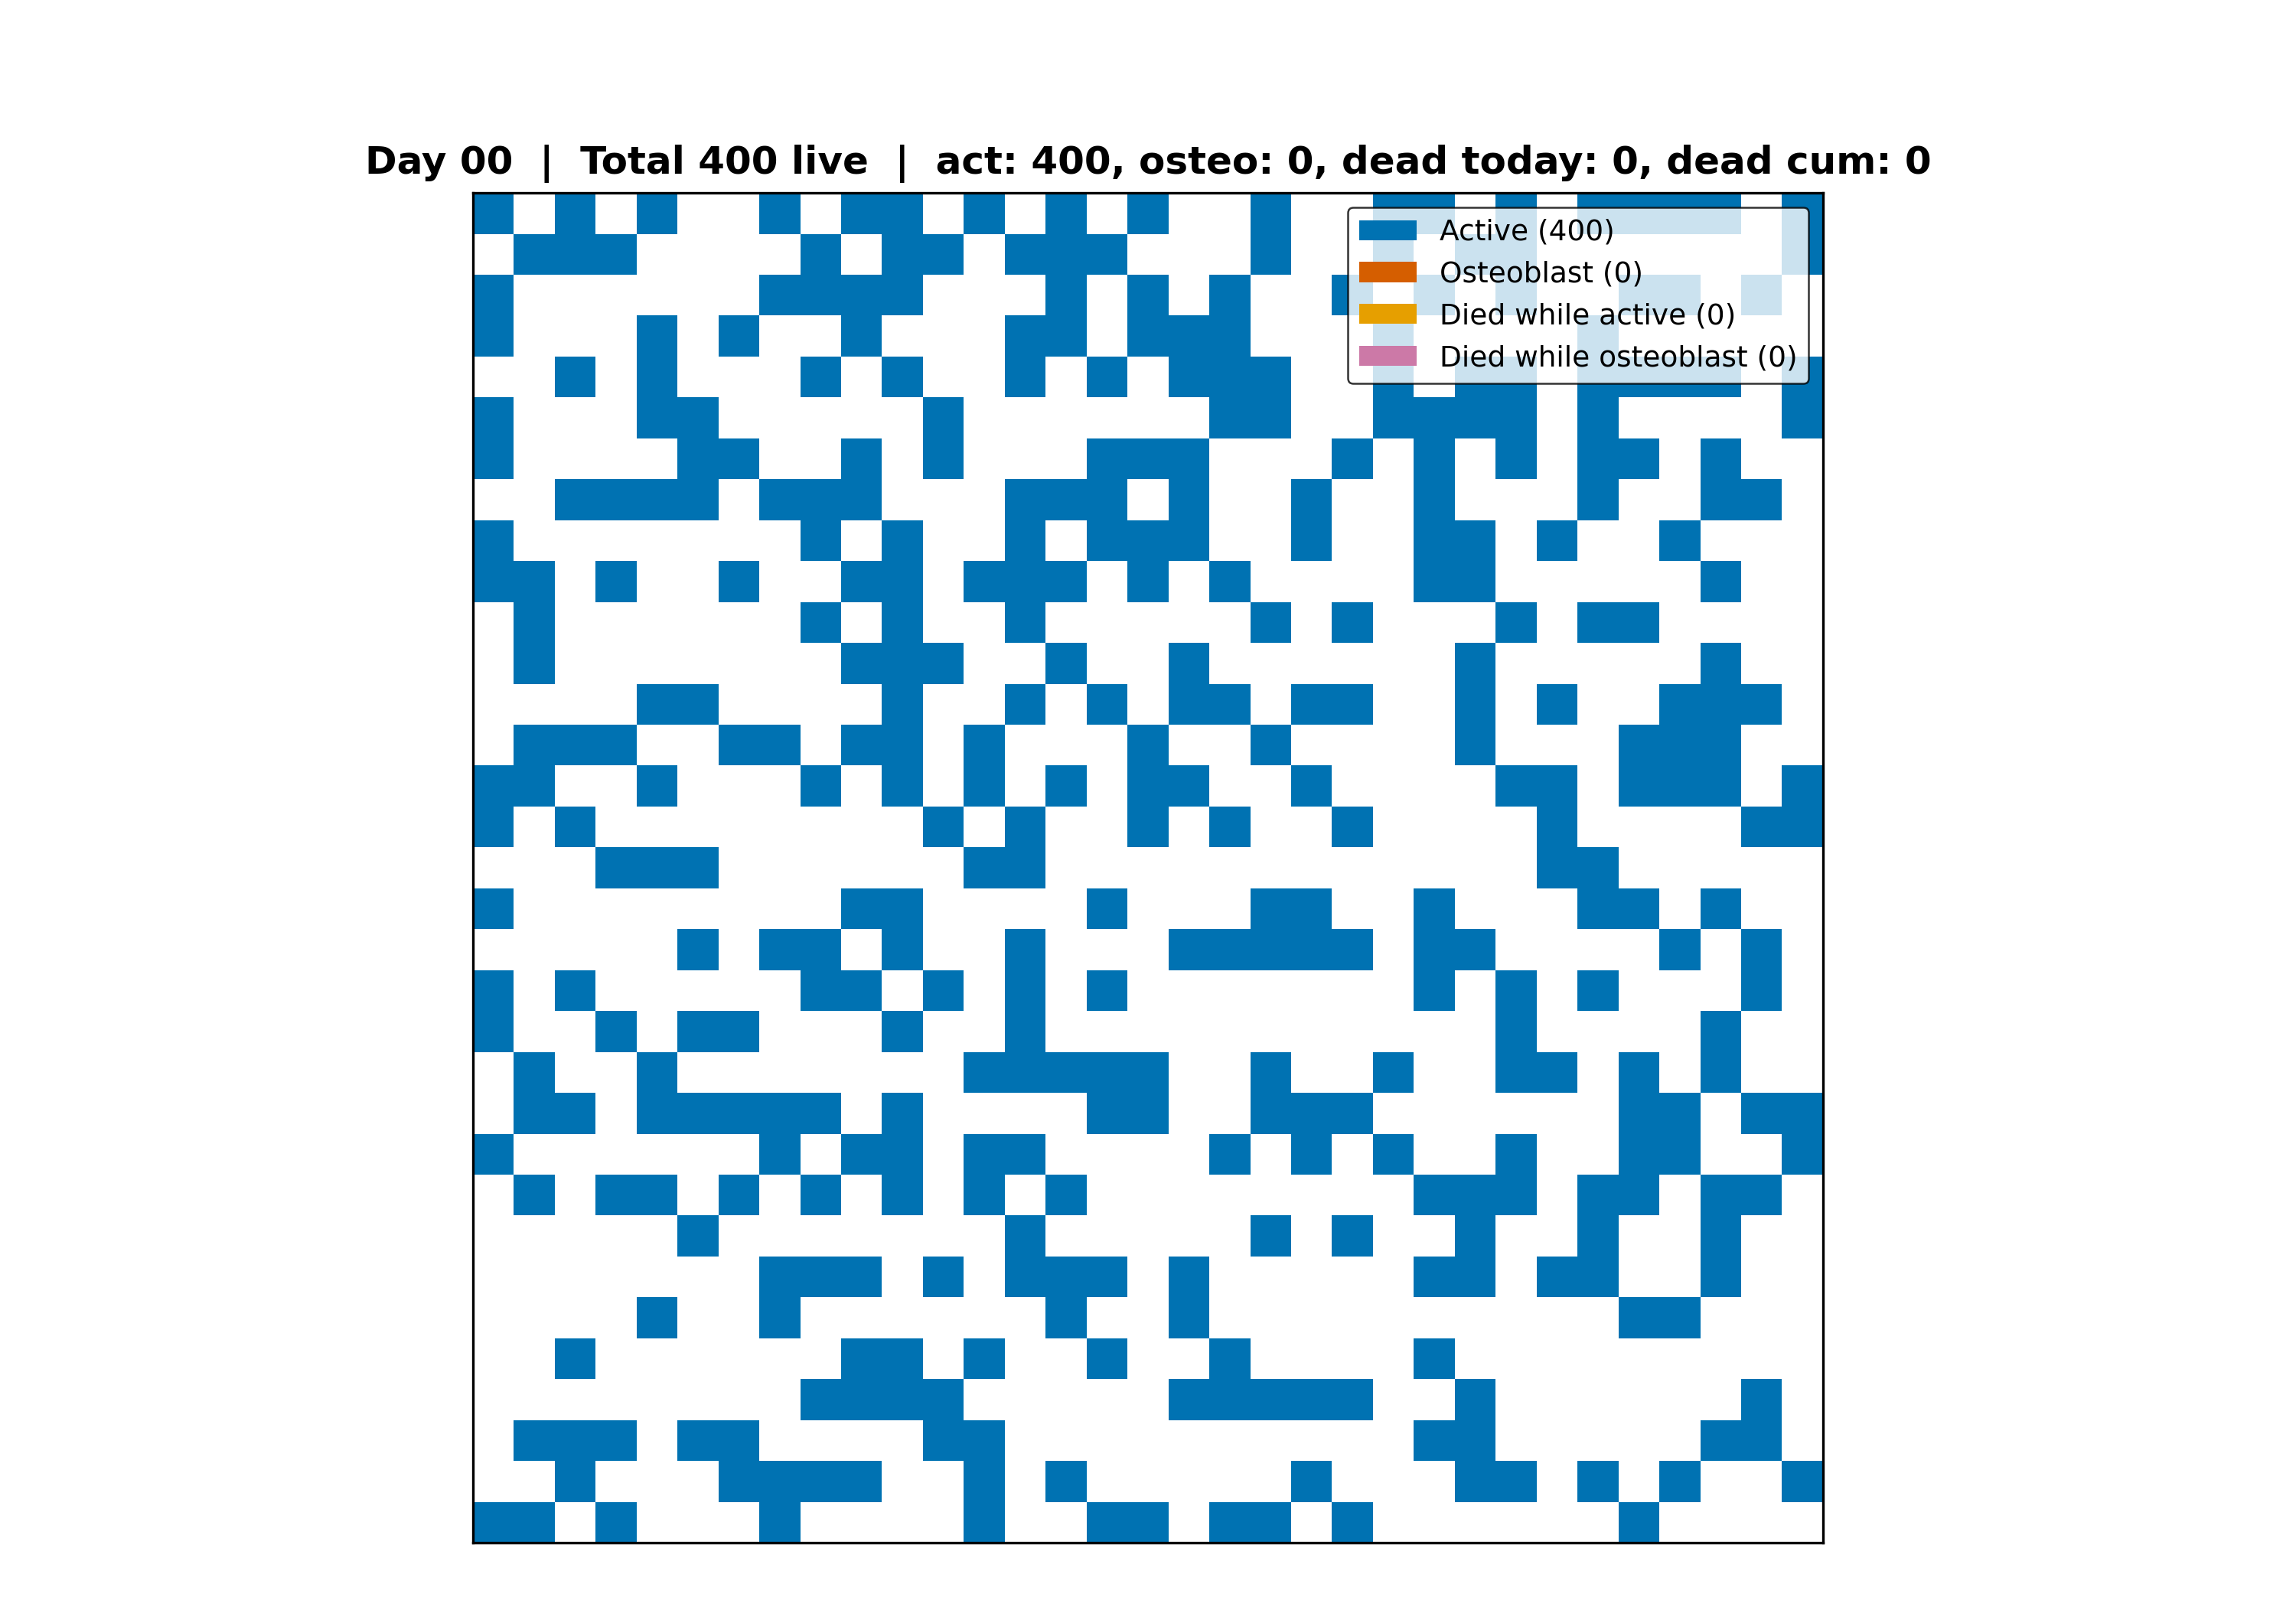 Day 00 | Total 400 live | act: 400, osteo: 0, dead today: 0, dead cum: 0
Active (400)
Osteoblast (0)
Died while active (0)
Died while osteoblast (0)